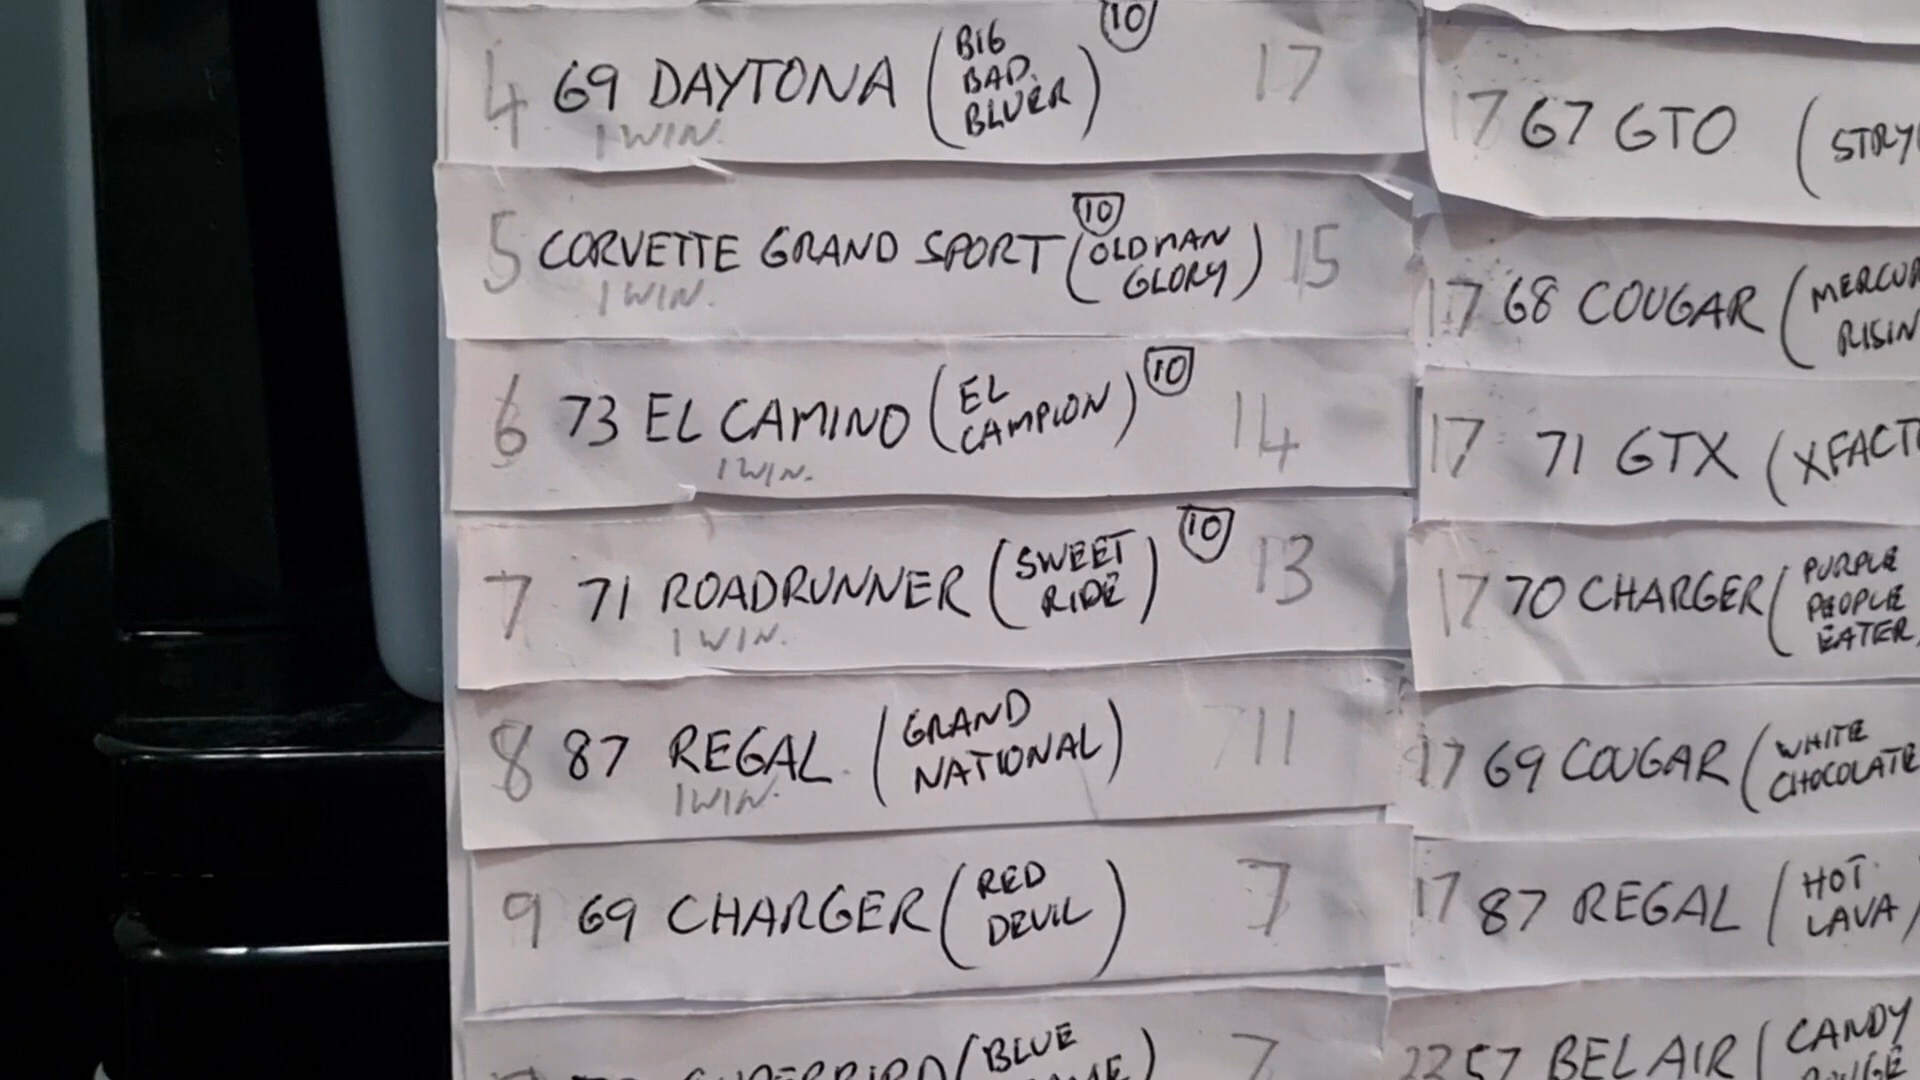 4 69 DAYTONA (BIG BAD BLUER) 10 17
1 WIN.
5 CORVETTE GRAND SPORT (OLD MAN GLORY) 10 15
1 WIN.
6 73 EL CAMINO (EL CAMPION) 10 14
1 WIN.
7 71 ROADRUNNER (SWEET RIDE) 10 13
1 WIN.
8 87 REGAL (GRAND NATIONAL) 11
1 WIN.
9 69 CHARGER (RED DEVIL) 7
(BLUE 7
17 67 GTO (
17 68 COUGAR (
17 71 GTX (
17 70 CHARGER (PURPLE PEOPLE EATER
17 69 COUGAR (WHITE CHOCOLATE
17 87 REGAL (HOT LAVA)
57 BEL AIR (CANDY